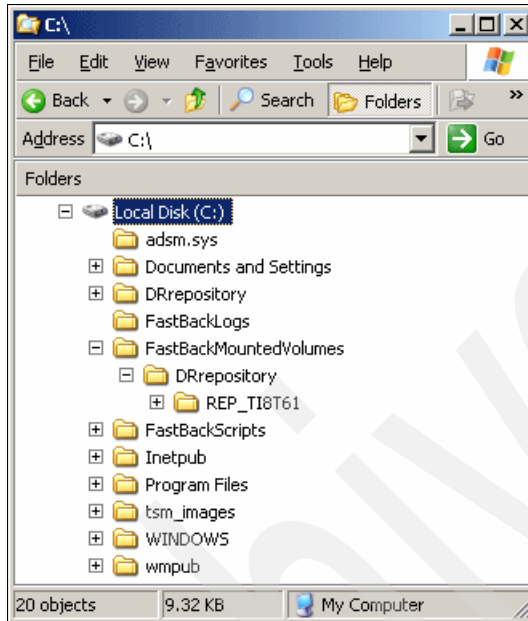 C:\
File Edit View Favorites Tools Help
Back Search Folders »
Address C:\ Go
Folders
Local Disk (C:)
adsm.sys
Documents and Settings
DRrepository
FastBackLogs
FastBackMountedVolumes
DRrepository
REP_TI8T61
FastBackScripts
Inetpub
Program Files
tsm_images
WINDOWS
wmpub
20 objects 9.32 KB My Computer